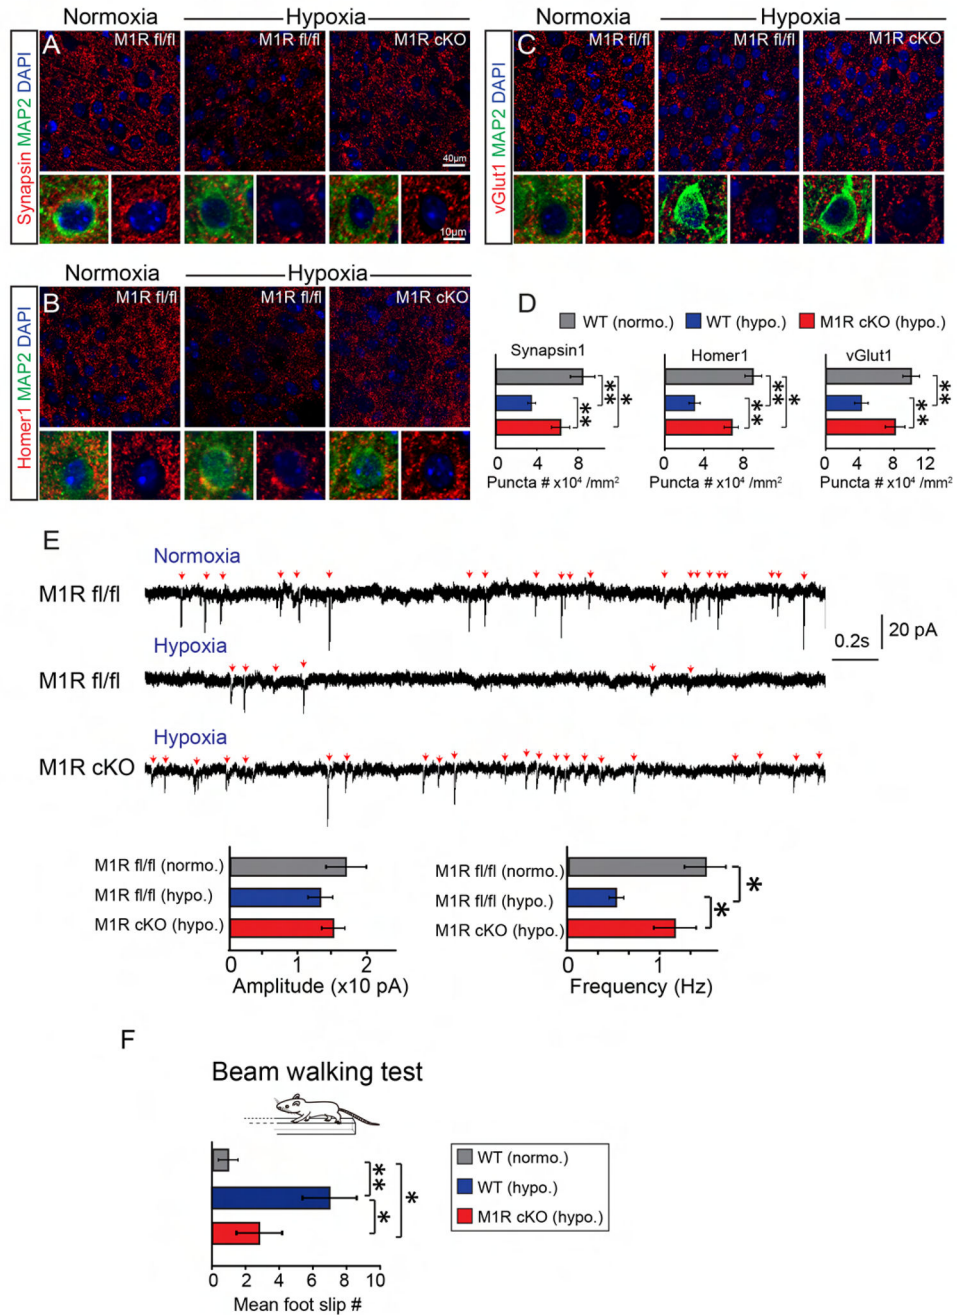 Normoxia
Hypoxia
Synapsin MAP2 DAPI
A
M1R fl/fl
M1R fl/fl
M1R cKO
40µm
10µm
Normoxia
Hypoxia
vGlut1 MAP2 DAPI
C
M1R fl/fl
M1R fl/fl
M1R cKO
Normoxia
Hypoxia
Homer1 MAP2 DAPI
B
M1R fl/fl
M1R fl/fl
M1R cKO
D
WT (normo.) WT (hypo.) M1R cKO (hypo.)
Synapsin1
**
**
*
0 4 8
Puncta # x10⁴ /mm²
Homer1
**
**
*
0 4 8
Puncta # x10⁴ /mm²
vGlut1
**
**
0 4 8 12
Puncta # x10⁴ /mm²
E
Normoxia
M1R fl/fl
0.2s
20 pA
Hypoxia
M1R fl/fl
Hypoxia
M1R cKO
M1R fl/fl (normo.)
M1R fl/fl (hypo.)
M1R cKO (hypo.)
0 1 2
Amplitude (x10 pA)
M1R fl/fl (normo.)
M1R fl/fl (hypo.)
M1R cKO (hypo.)
*
*
0 1
Frequency (Hz)
F
Beam walking test
**
*
*
0 2 4 6 8 10
Mean foot slip #
WT (normo.)
WT (hypo.)
M1R cKO (hypo.)